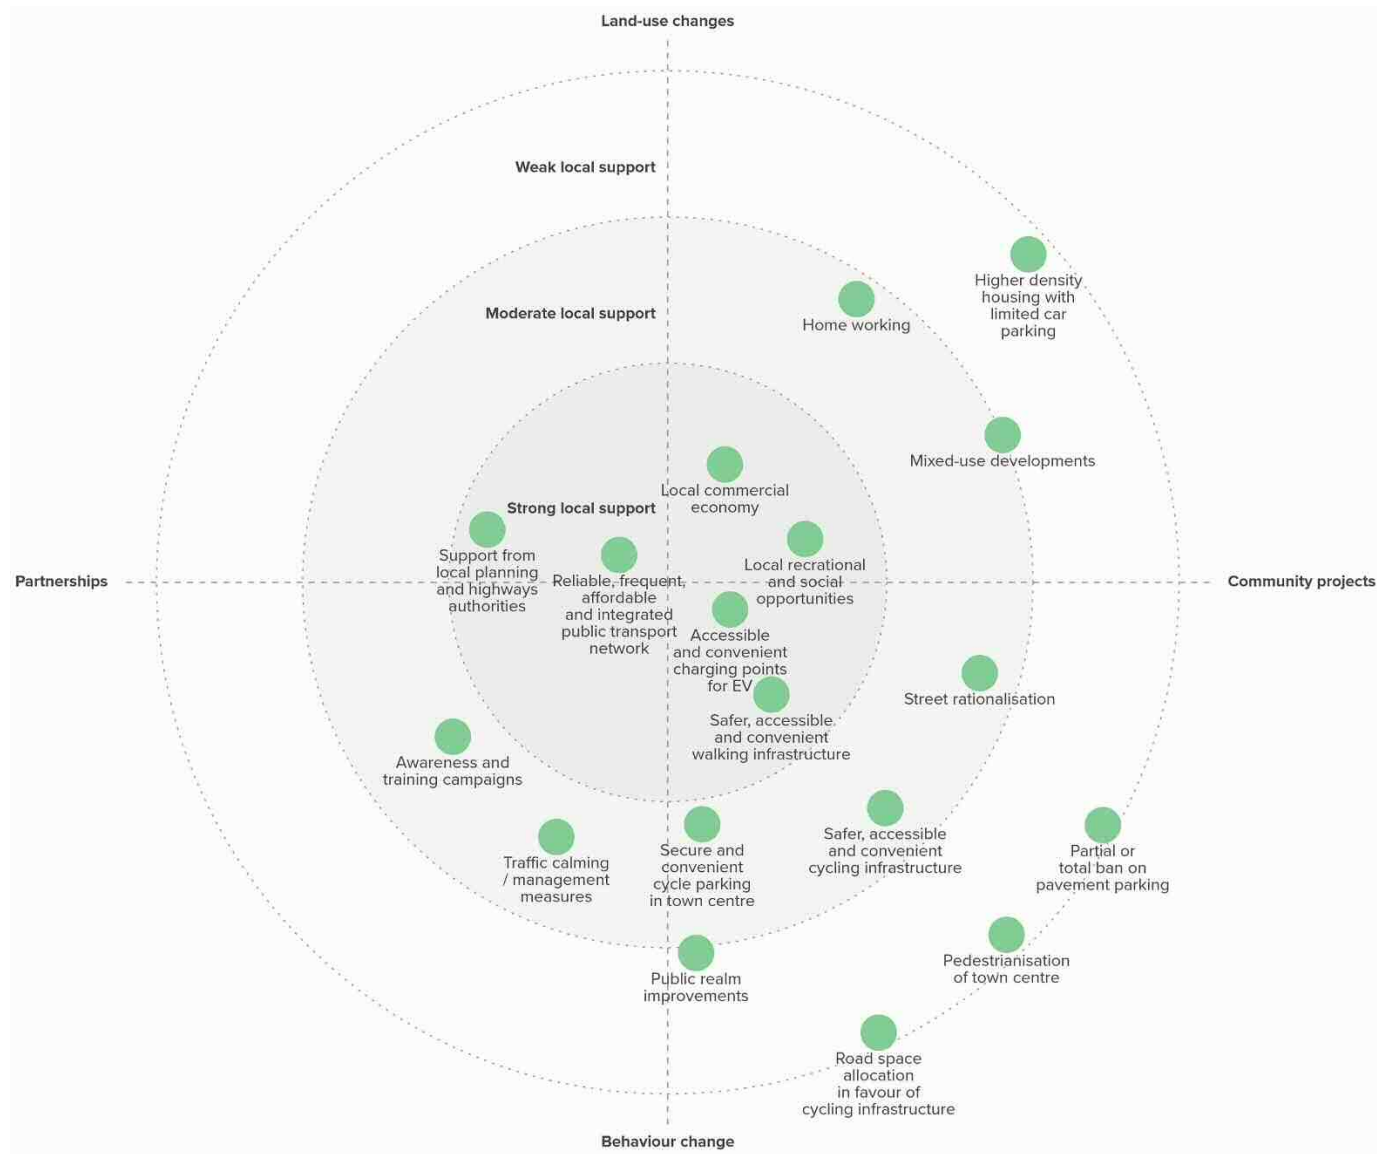 Land-use changes
Weak local support
Higher density
housing with
limited car
parking
Moderate local support
Home working
Mixed-use developments
Local commercial
economy
Strong local support
Support from
local planning
and highways
authorities
Reliable, frequent,
affordable
and integrated
public transport
network
Local recrational
and social
opportunities
Partnerships
Community projects
Accessible
and convenient
charging points
for EV
Safer, accessible
and convenient
walking infrastructure
Street rationalisation
Awareness and
training campaigns
Traffic calming
/ management
measures
Secure and
convenient
cycle parking
in town centre
Safer, accessible
and convenient
cycling infrastructure
Partial or
total ban on
pavement parking
Public realm
improvements
Pedestrianisation
of town centre
Road space
allocation
in favour of
cycling infrastructure
Behaviour change